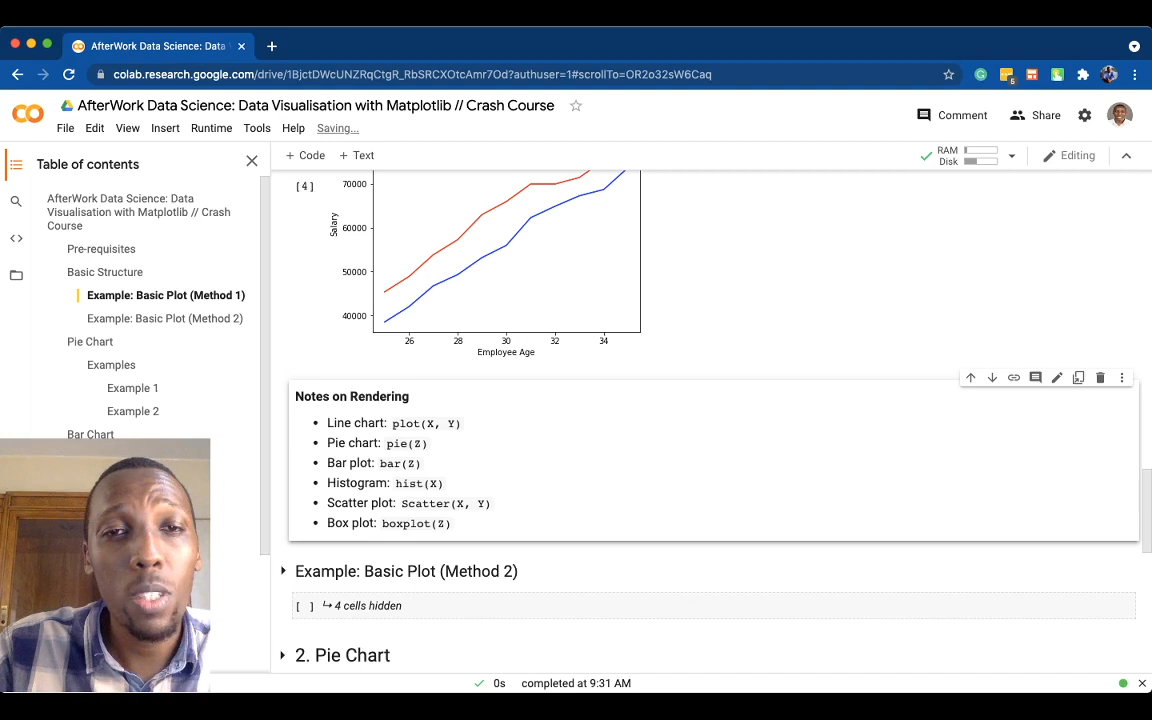 AfterWork Data Science: Data
colab.research.google.com/drive/1BjctDWcUNZRqCtgR_RbSRCXOtcAmr7Od?authuser=1#scrollTo=OR2o32sW6Caq
5
AfterWork Data Science: Data Visualisation with Matplotlib // Crash Course
Comment
Share
File Edit View Insert Runtime Tools Help Saving...
Table of contents
+ Code + Text
RAM
Disk
Editing
AfterWork Data Science: Data
Visualisation with Matplotlib // Crash
Course
Pre-requisites
Basic Structure
Example: Basic Plot (Method 1)
Example: Basic Plot (Method 2)
Pie Chart
Examples
Example 1
Example 2
Bar Chart
[4]
70000
60000
50000
40000
Salary
26 28 30 32 34
Employee Age
Notes on Rendering
• Line chart: plot(X, Y)
• Pie chart: pie(Z)
• Bar plot: bar(Z)
• Histogram: hist(X)
• Scatter plot: Scatter(X, Y)
• Box plot: boxplot(Z)
Example: Basic Plot (Method 2)
[ ] ↳ 4 cells hidden
2. Pie Chart
0s completed at 9:31 AM